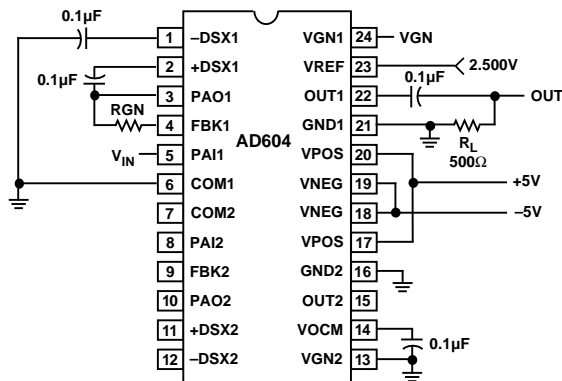 0.1µF
1 –DSX1 VGN1 24 VGN
2 +DSX1 VREF 23 2.500V
0.1µF
0.1µF
3 PAO1 OUT1 22 OUT
RGN
4 FBK1 GND1 21
AD604
RL
500Ω
VIN
5 PAI1 VPOS 20
6 COM1 VNEG 19 +5V
7 COM2 VNEG 18 –5V
8 PAI2 VPOS 17
9 FBK2 GND2 16
10 PAO2 OUT2 15
11 +DSX2 VOCM 14
0.1µF
12 –DSX2 VGN2 13